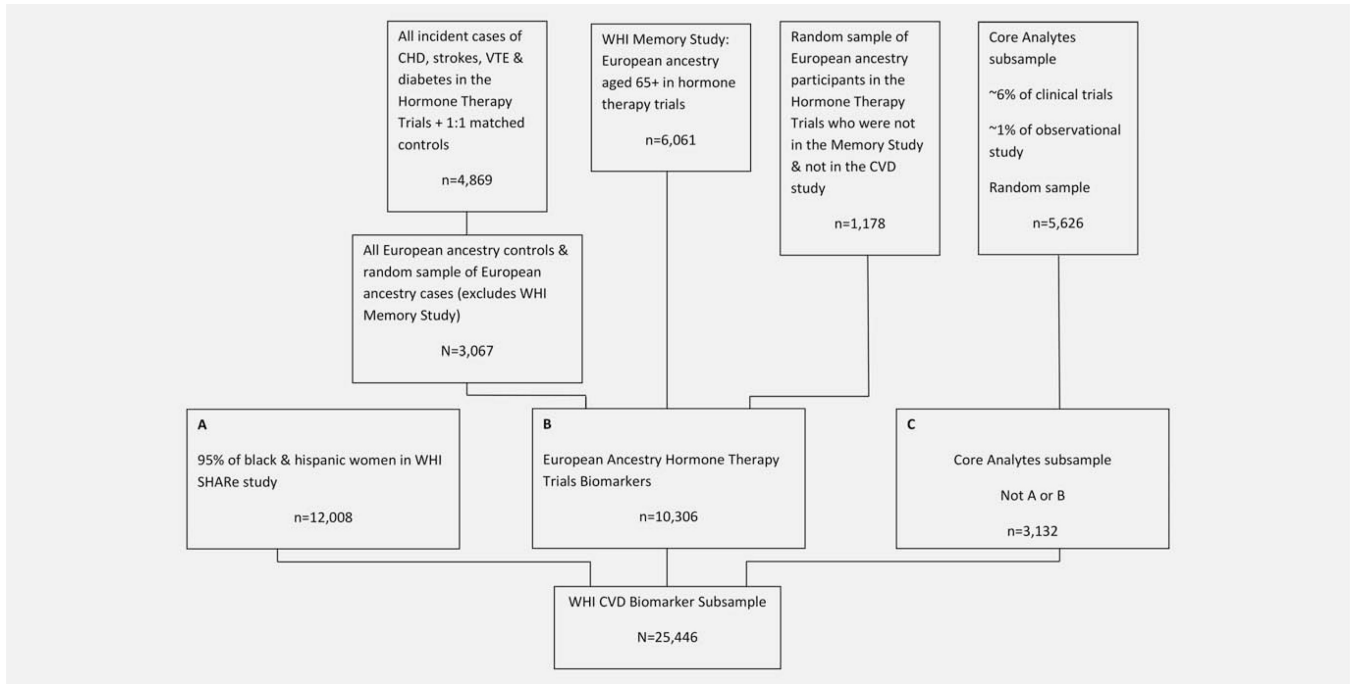 All incident cases of
CHD, strokes, VTE &
diabetes in the
Hormone Therapy
Trials + 1:1 matched
controls
n=4,869
WHI Memory Study:
European ancestry
aged 65+ in hormone
therapy trials
n=6,061
Random sample of
European ancestry
participants in the
Hormone Therapy
Trials who were not
in the Memory Study
& not in the CVD
study
n=1,178
Core Analytes
subsample
~6% of clinical trials
~1% of observational
study
Random sample
n=5,626
All European ancestry controls &
random sample of European
ancestry cases (excludes WHI
Memory Study)
N=3,067
A
95% of black & hispanic women in WHI
SHARe study
n=12,008
B
European Ancestry Hormone Therapy
Trials Biomarkers
n=10,306
C
Core Analytes subsample
Not A or B
n=3,132
WHI CVD Biomarker Subsample
N=25,446